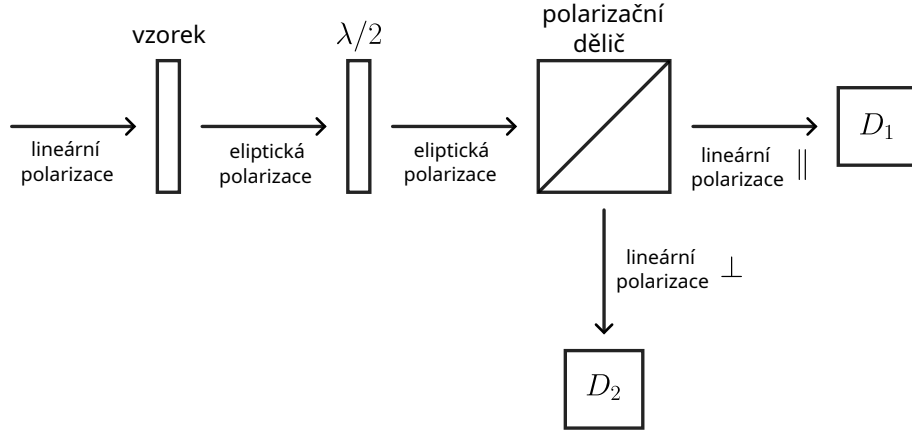 vzorek
λ/2
polarizační
dělič
lineární
polarizace
eliptická
polarizace
eliptická
polarizace
lineární
polarizace ∥
D₁
lineární
polarizace ⊥
D₂